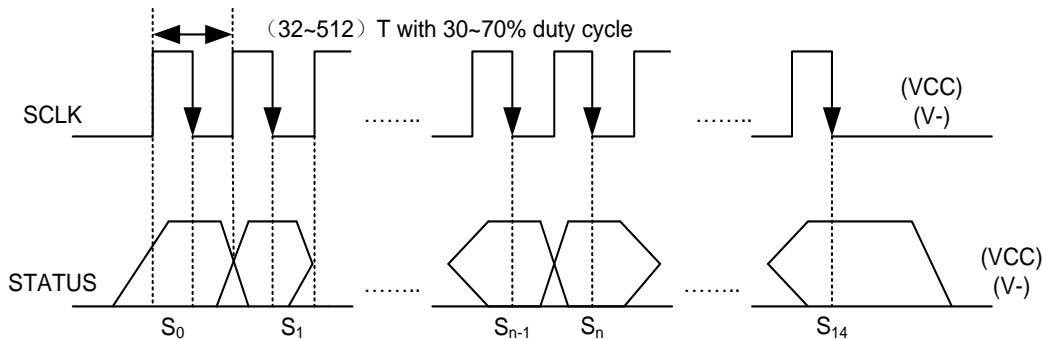 （32~512）T with 30~70% duty cycle
SCLK
(VCC)
(V-)
........
........
STATUS
(VCC)
(V-)
........
........
S0
S1
Sn-1
Sn
S14